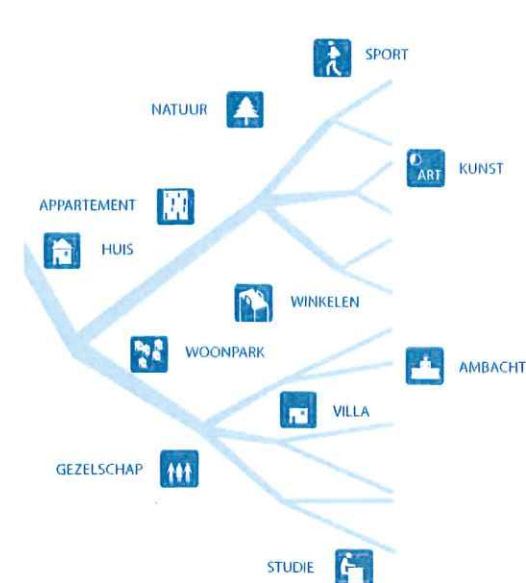 SPORT
NATUUR
ART
KUNST
APPARTEMENT
HUIS
WINKELEN
WOONPARK
AMBACHT
VILLA
GEZELSCHAP
STUDIE